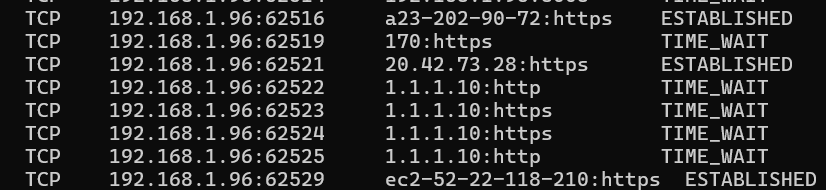 TCP    192.168.1.96:62516     a23-202-90-72:https    ESTABLISHED
TCP    192.168.1.96:62519     170:https              TIME_WAIT
TCP    192.168.1.96:62521     20.42.73.28:https      ESTABLISHED
TCP    192.168.1.96:62522     1.1.1.10:http          TIME_WAIT
TCP    192.168.1.96:62523     1.1.1.10:https         TIME_WAIT
TCP    192.168.1.96:62524     1.1.1.10:https         TIME_WAIT
TCP    192.168.1.96:62525     1.1.1.10:http          TIME_WAIT
TCP    192.168.1.96:62529     ec2-52-22-118-210:https  ESTABLISHED